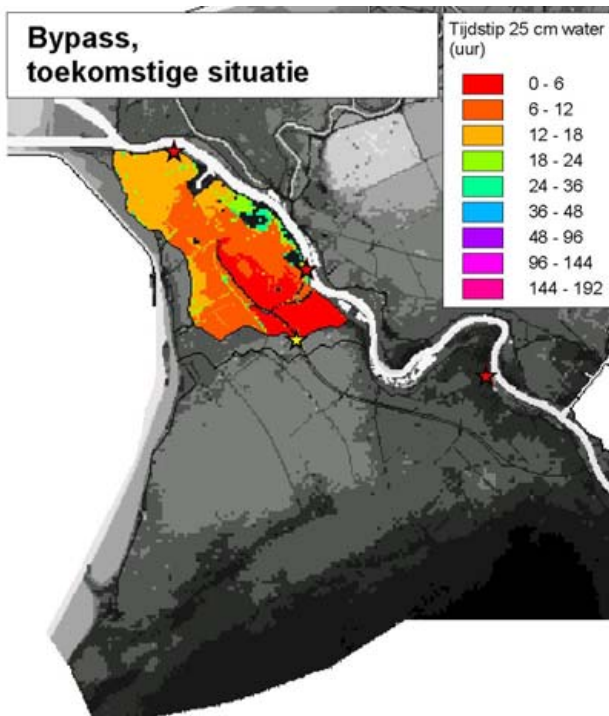 Bypass,
toekomstige situatie
Tijdstip 25 cm water
(uur)
0 - 6
6 - 12
12 - 18
18 - 24
24 - 36
36 - 48
48 - 96
96 - 144
144 - 192